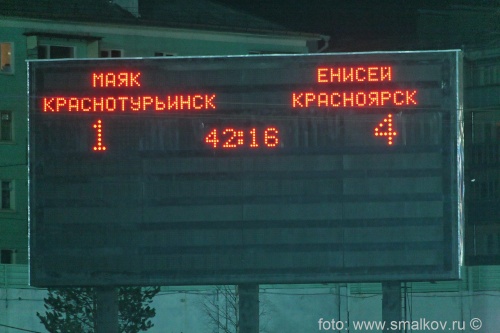 МАЯК ЕНИСЕЙ
КРАСНОТУРЬИНСК КРАСНОЯРСК
1 42:16 4
foto: www.smalkov.ru ©